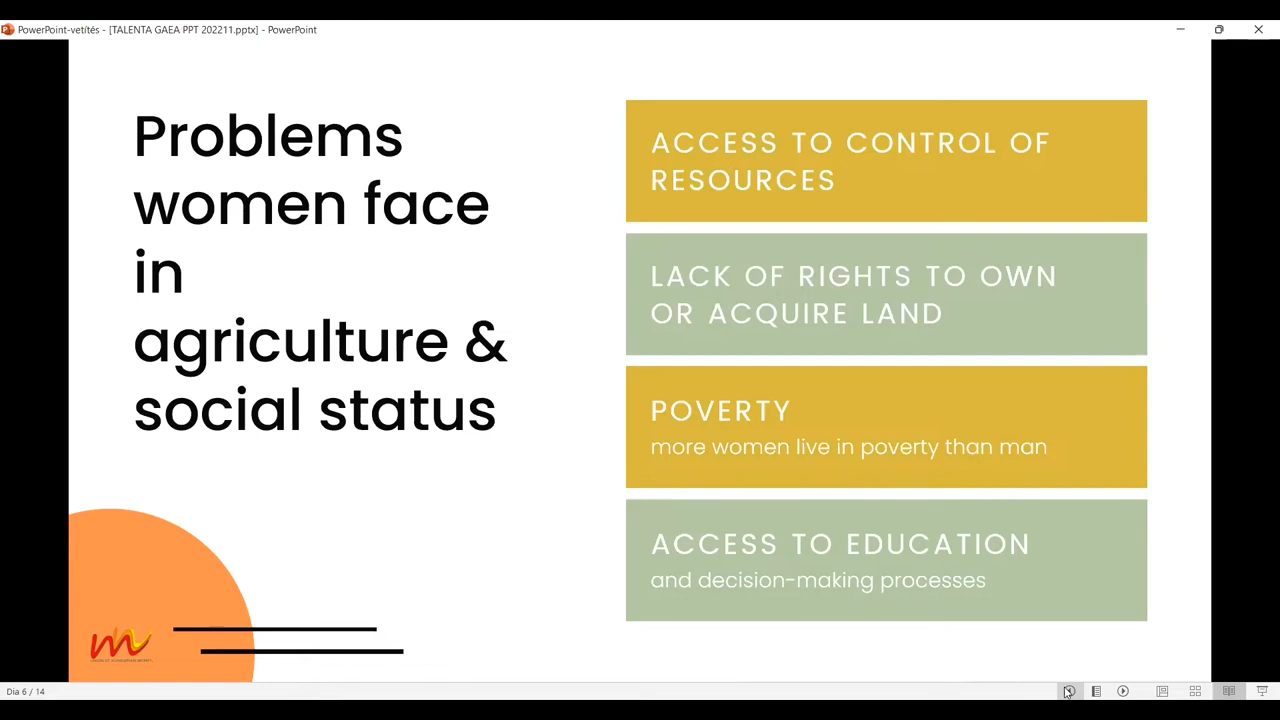 PowerPoint-vetítés - [TALENTA GAEA PPT 202211.pptx] - PowerPoint
Problems
women face
in
agriculture &
social status
ACCESS TO CONTROL OF
RESOURCES
LACK OF RIGHTS TO OWN
OR ACQUIRE LAND
POVERTY
more women live in poverty than man
ACCESS TO EDUCATION
and decision-making processes
Dia 6 / 14